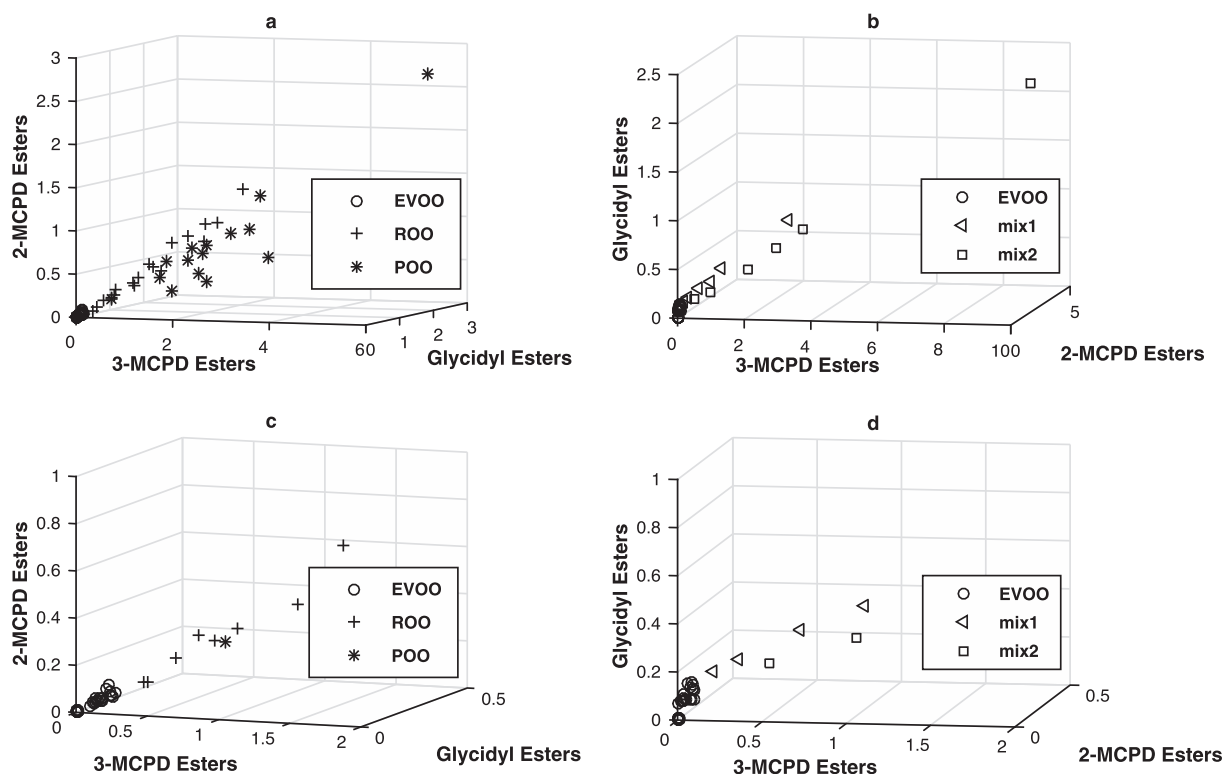 a
3
2.5
2
1.5
1
0.5
0
2-MCPD Esters
0
2
4
60
1
2
3
3-MCPD Esters
Glycidyl Esters
EVOO
ROO
POO
b
2.5
2
1.5
1
0.5
0
Glycidyl Esters
0
2
4
6
8
100
5
3-MCPD Esters
2-MCPD Esters
EVOO
mix1
mix2
c
1
0.8
0.6
0.4
0.2
0
2-MCPD Esters
0
0.5
1
1.5
2
0
0.5
3-MCPD Esters
Glycidyl Esters
EVOO
ROO
POO
d
1
0.8
0.6
0.4
0.2
0
Glycidyl Esters
0
0.5
1
1.5
2
0
0.5
3-MCPD Esters
2-MCPD Esters
EVOO
mix1
mix2